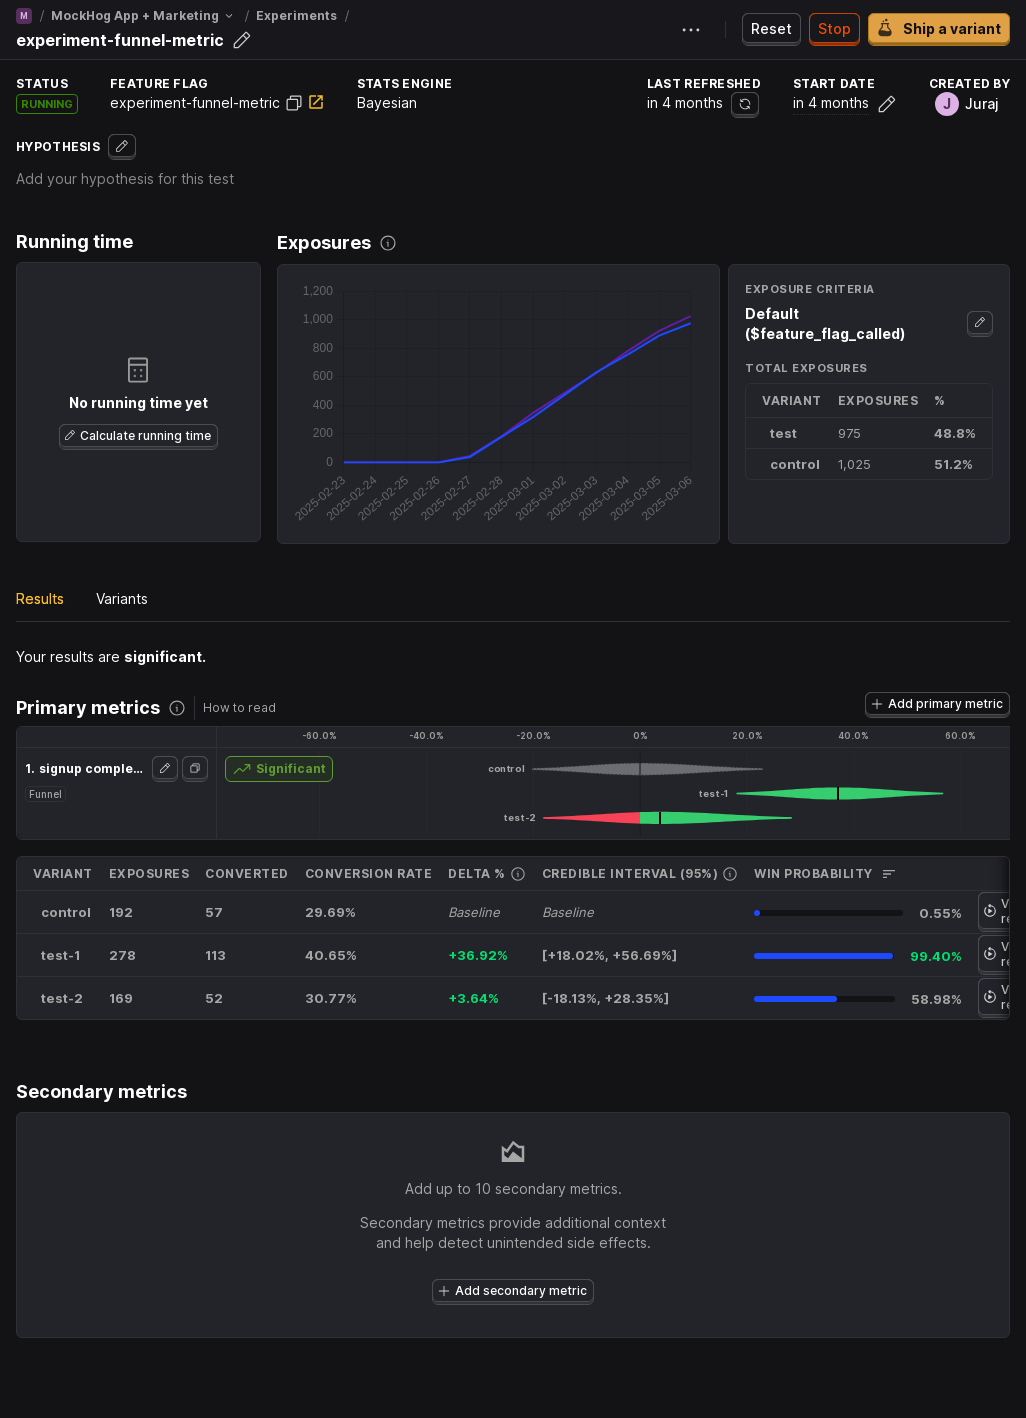 M / MockHog App + Marketing / Experiments /
experiment-funnel-metric
Reset
Stop
Ship a variant
STATUS
RUNNING
FEATURE FLAG
experiment-funnel-metric
STATS ENGINE
Bayesian
LAST REFRESHED
in 4 months
START DATE
in 4 months
CREATED BY
J Juraj
HYPOTHESIS
Add your hypothesis for this test
Running time
No running time yet
Calculate running time
Exposures
1,200
1,000
800
600
400
200
0
2025-02-23
2025-02-24
2025-02-25
2025-02-26
2025-02-27
2025-02-28
2025-03-01
2025-03-02
2025-03-03
2025-03-04
2025-03-05
2025-03-06
EXPOSURE CRITERIA
Default
($feature_flag_called)
TOTAL EXPOSURES
VARIANT EXPOSURES %
test 975 48.8%
control 1,025 51.2%
Results Variants
Your results are significant.
Primary metrics
How to read
Add primary metric
-60.0% -40.0% -20.0% 0% 20.0% 40.0% 60.0%
1. signup comple...
Funnel
Significant
control
test-1
test-2
VARIANT EXPOSURES CONVERTED CONVERSION RATE DELTA % CREDIBLE INTERVAL (95%) WIN PROBABILITY
control 192 57 29.69% Baseline Baseline 0.55%
test-1 278 113 40.65% +36.92% [+18.02%, +56.69%] 99.40%
test-2 169 52 30.77% +3.64% [-18.13%, +28.35%] 58.98%
Secondary metrics
Add up to 10 secondary metrics.
Secondary metrics provide additional context
and help detect unintended side effects.
Add secondary metric